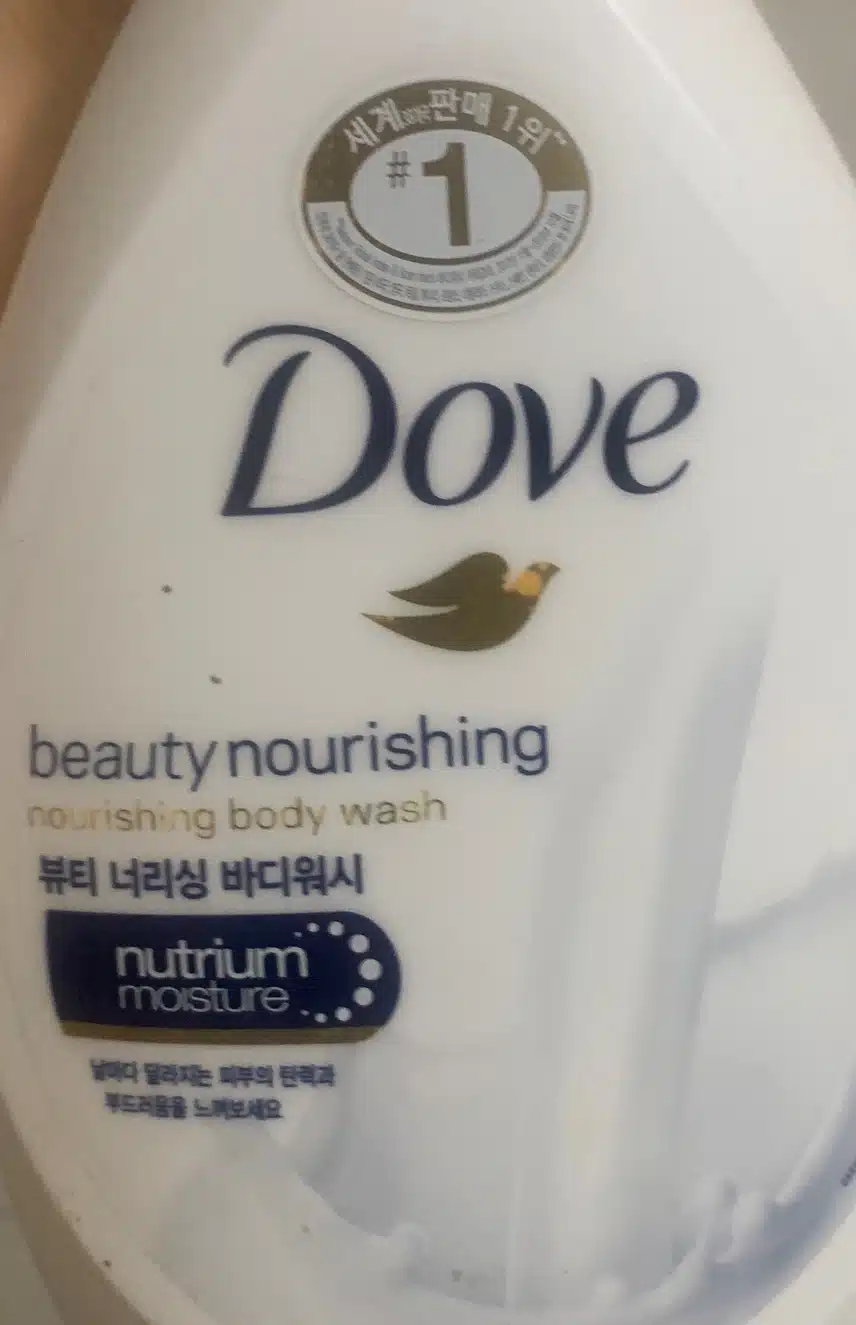 세계 판매 1위
#1
Dove
beauty nourishing
nourishing body wash
뷰티 너리싱 바디워시
nutrium
moisture
날마다 달라지는 피부의 탄력과
부드러움을 느껴보세요